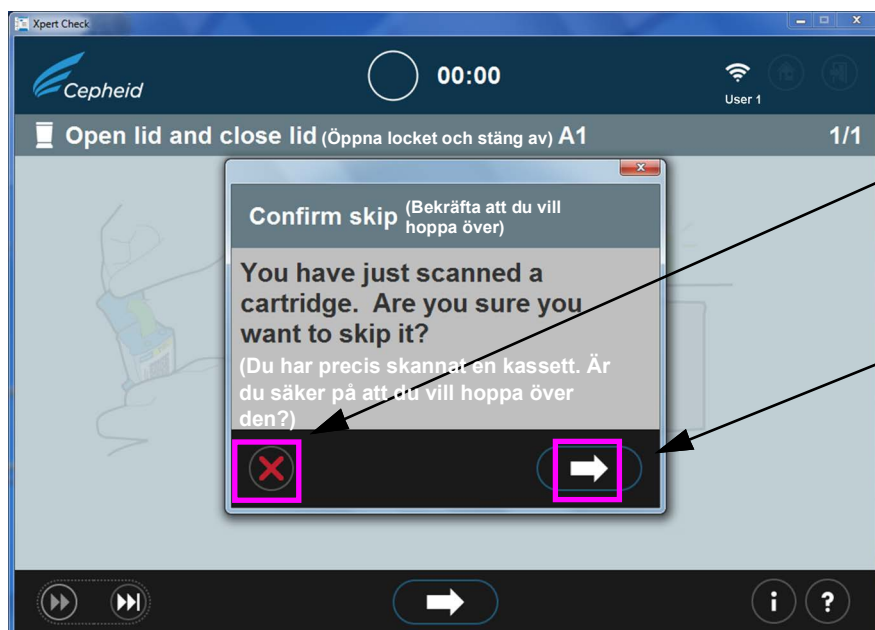 Xpert Check
Cepheid
00:00
User 1
Open lid and close lid (Öppna locket och stäng av) A1
1/1
Confirm skip (Bekräfta att du vill
hoppa över)
You have just scanned a
cartridge. Are you sure you
want to skip it?
(Du har precis skannat en kassett. Är
du säker på att du vill hoppa över
den?)
i
?